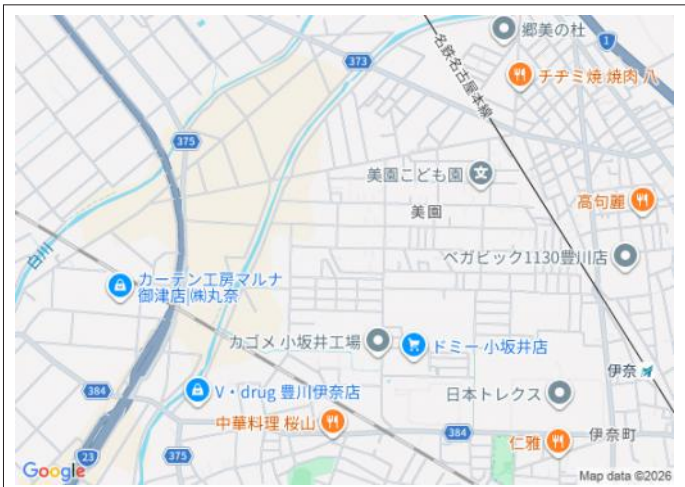 郷美の杜
1
名鉄名古屋本線
373
チヂミ焼 焼肉 八
375
美園こども園
高句麗
美園
白川
ベガビック1130豊川店
カーテン工房マルナ
御津店 ㈱丸奈
カゴメ 小坂井工場
ドミー 小坂井店
伊奈
384
V・drug 豊川伊奈店
日本トレクス
中華料理 桜山
384
仁雅
伊奈町
23
375
Google
Map data ©2026